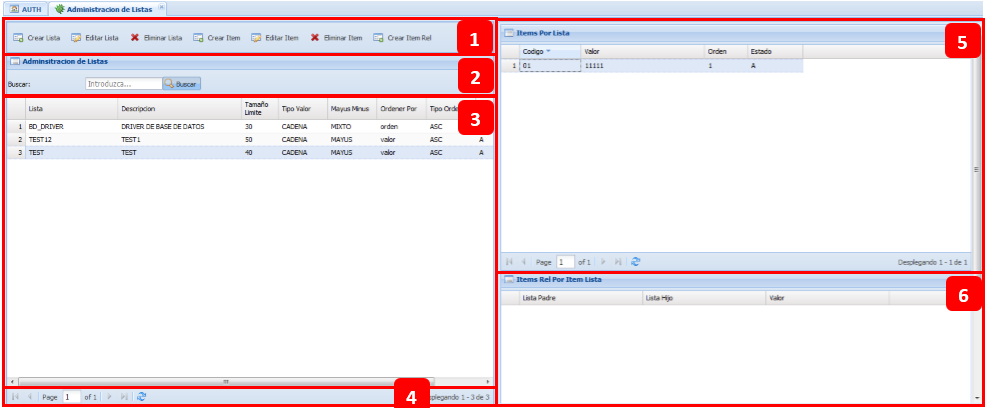 AUTH Administracion de Listas
Crear Lista Editar Lista Eliminar Lista Crear Item Editar Item Eliminar Item Crear Item Rel
1
Adminsitracion de Listas
2
Buscar: Introduzca... Buscar
Lista Descripcion Tamaño Limite Tipo Valor Mayus Minus Ordener Por Tipo Orde
3
1 BD_DRIVER DRIVER DE BASE DE DATOS 30 CADENA MIXTO orden ASC
2 TEST12 TEST1 50 CADENA MAYUS valor ASC A
3 TEST TEST 40 CADENA MAYUS valor ASC A
Page 1 of 1
4
plegando 1 - 3 de 3
Items Por Lista
5
Codigo Valor Orden Estado
1 01 11111 1 A
Page 1 of 1 Desplegando 1 - 1 de 1
Items Rel Por Item Lista
6
Lista Padre Lista Hijo Valor